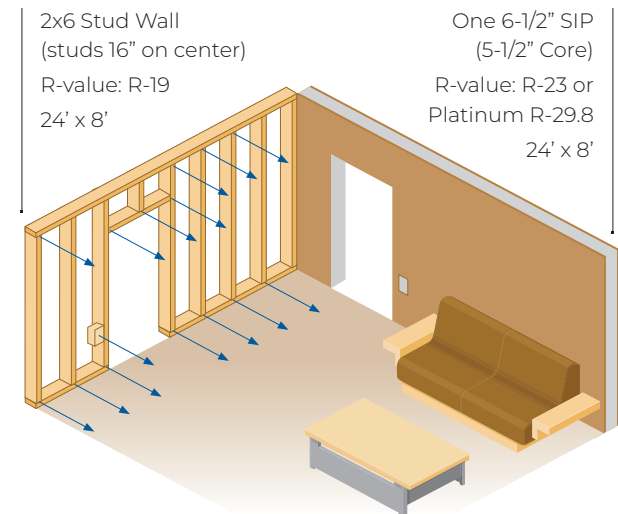 2x6 Stud Wall
(studs 16” on center)
R-value: R-19
24’ x 8’
One 6-1/2” SIP
(5-1/2” Core)
R-value: R-23 or
Platinum R-29.8
24’ x 8’